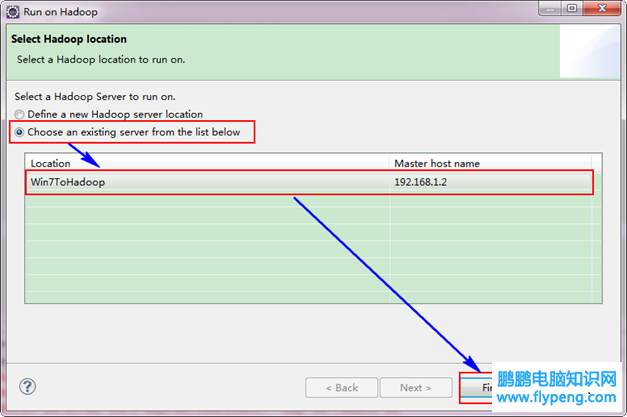 Run on Hadoop
Select Hadoop location
Select a Hadoop location to run on.
Select a Hadoop Server to run on.
Define a new Hadoop server location
Choose an existing server from the list below
Location Master host name
Win7ToHadoop 192.168.1.2
< Back Next >
鹏鹏电脑知识网
www.flypeng.com